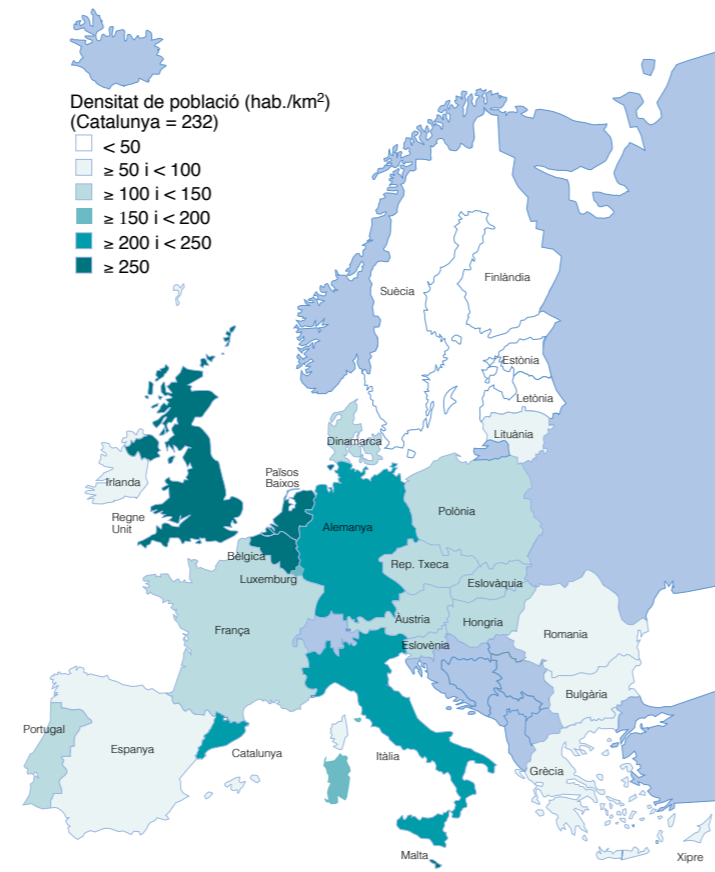 Densitat de població (hab./km²)
(Catalunya = 232)
< 50
≥ 50 i < 100
≥ 100 i < 150
≥ 150 i < 200
≥ 200 i < 250
≥ 250
Suècia
Finlàndia
Estònia
Letònia
Lituània
Dinamarca
Irlanda
Regne
Unit
Països
Baixos
Alemanya
Polònia
Bèlgica
Luxemburg
Rep. Txeca
Eslovàquia
Àustria
Hongria
França
Eslovènia
Romania
Bulgària
Portugal
Espanya
Catalunya
Itàlia
Grècia
Malta
Xipre